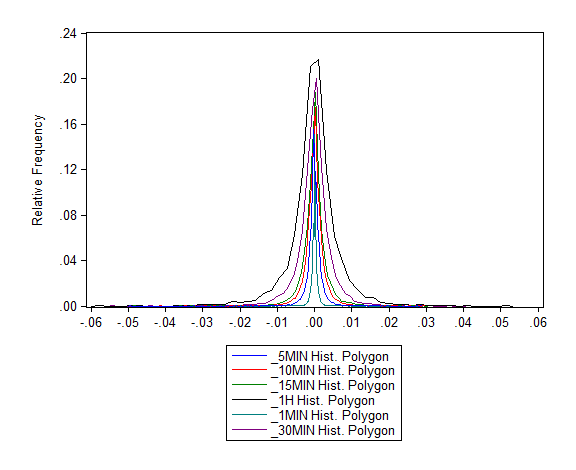 .24
.20
.16
.12
.08
.04
.00
Relative Frequency
-.06 -.05 -.04 -.03 -.02 -.01 .00 .01 .02 .03 .04 .05 .06
_5MIN Hist. Polygon
_10MIN Hist. Polygon
_15MIN Hist. Polygon
_1H Hist. Polygon
_1MIN Hist. Polygon
_30MIN Hist. Polygon